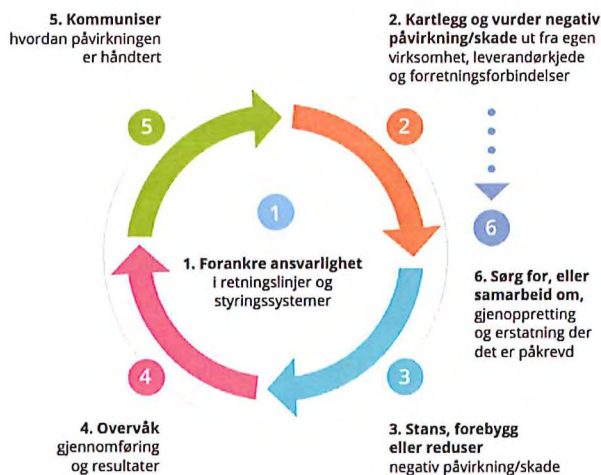 5. Kommuniser
hvordan påvirkningen
er håndtert
2. Kartlegg og vurder negativ
påvirkning/skade ut fra egen
virksomhet, leverandørkjede
og forretningsforbindelser
5
2
1
6
1. Forankre ansvarlighet
i retningslinjer og
styringssystemer
6. Sørg for, eller
samarbeid om,
gjenoppretting
og erstatning der
det er påkrevd
4
3
4. Overvåk
gjennomføring
og resultater
3. Stans, forebygg
eller reduser
negativ påvirkning/skade